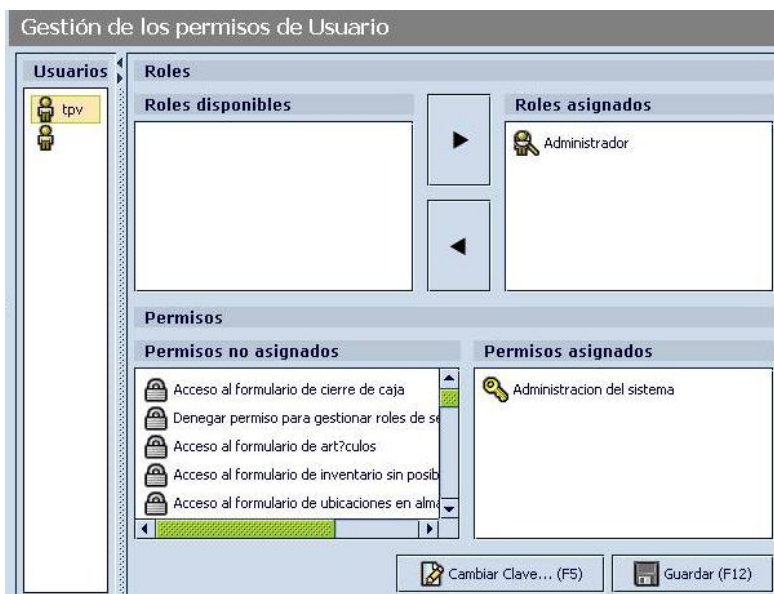 Gestión de los permisos de Usuario
Usuarios
tpv
Roles
Roles disponibles
Roles asignados
Administrador
Permisos
Permisos no asignados
Acceso al formulario de cierre de caja
Denegar permiso para gestionar roles de
Acceso al formulario de art?culos
Acceso al formulario de inventario sin
Acceso al formulario de ubicaciones en
Permisos asignados
Administracion del sistema
Cambiar Clave... (F5)
Guardar (F12)